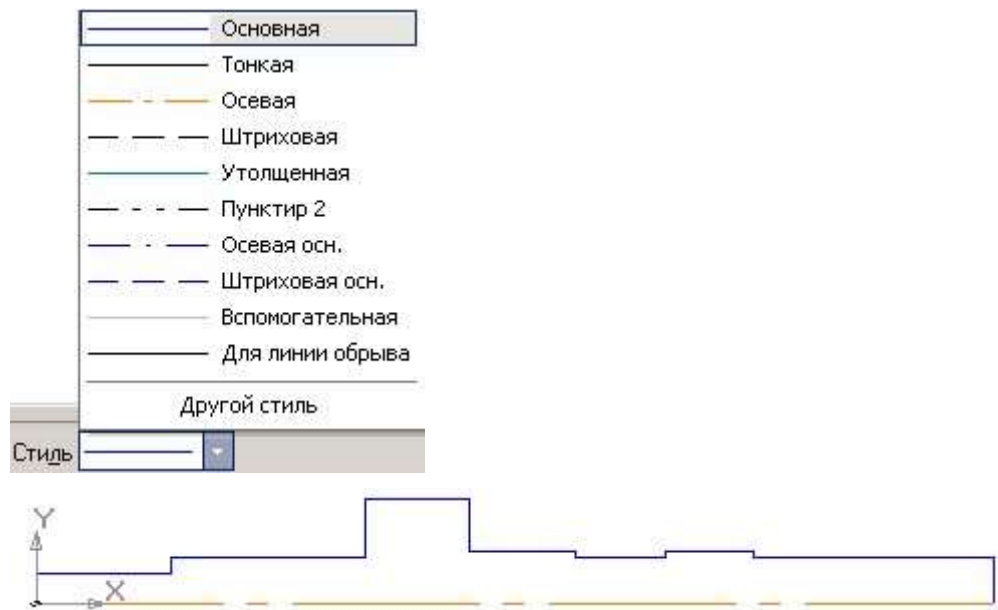 Основная
Тонкая
Осевая
Штриховая
Утолщенная
Пунктир 2
Осевая осн.
Штриховая осн.
Вспомогательная
Для линии обрыва
Другой стиль
Стиль
Y
X